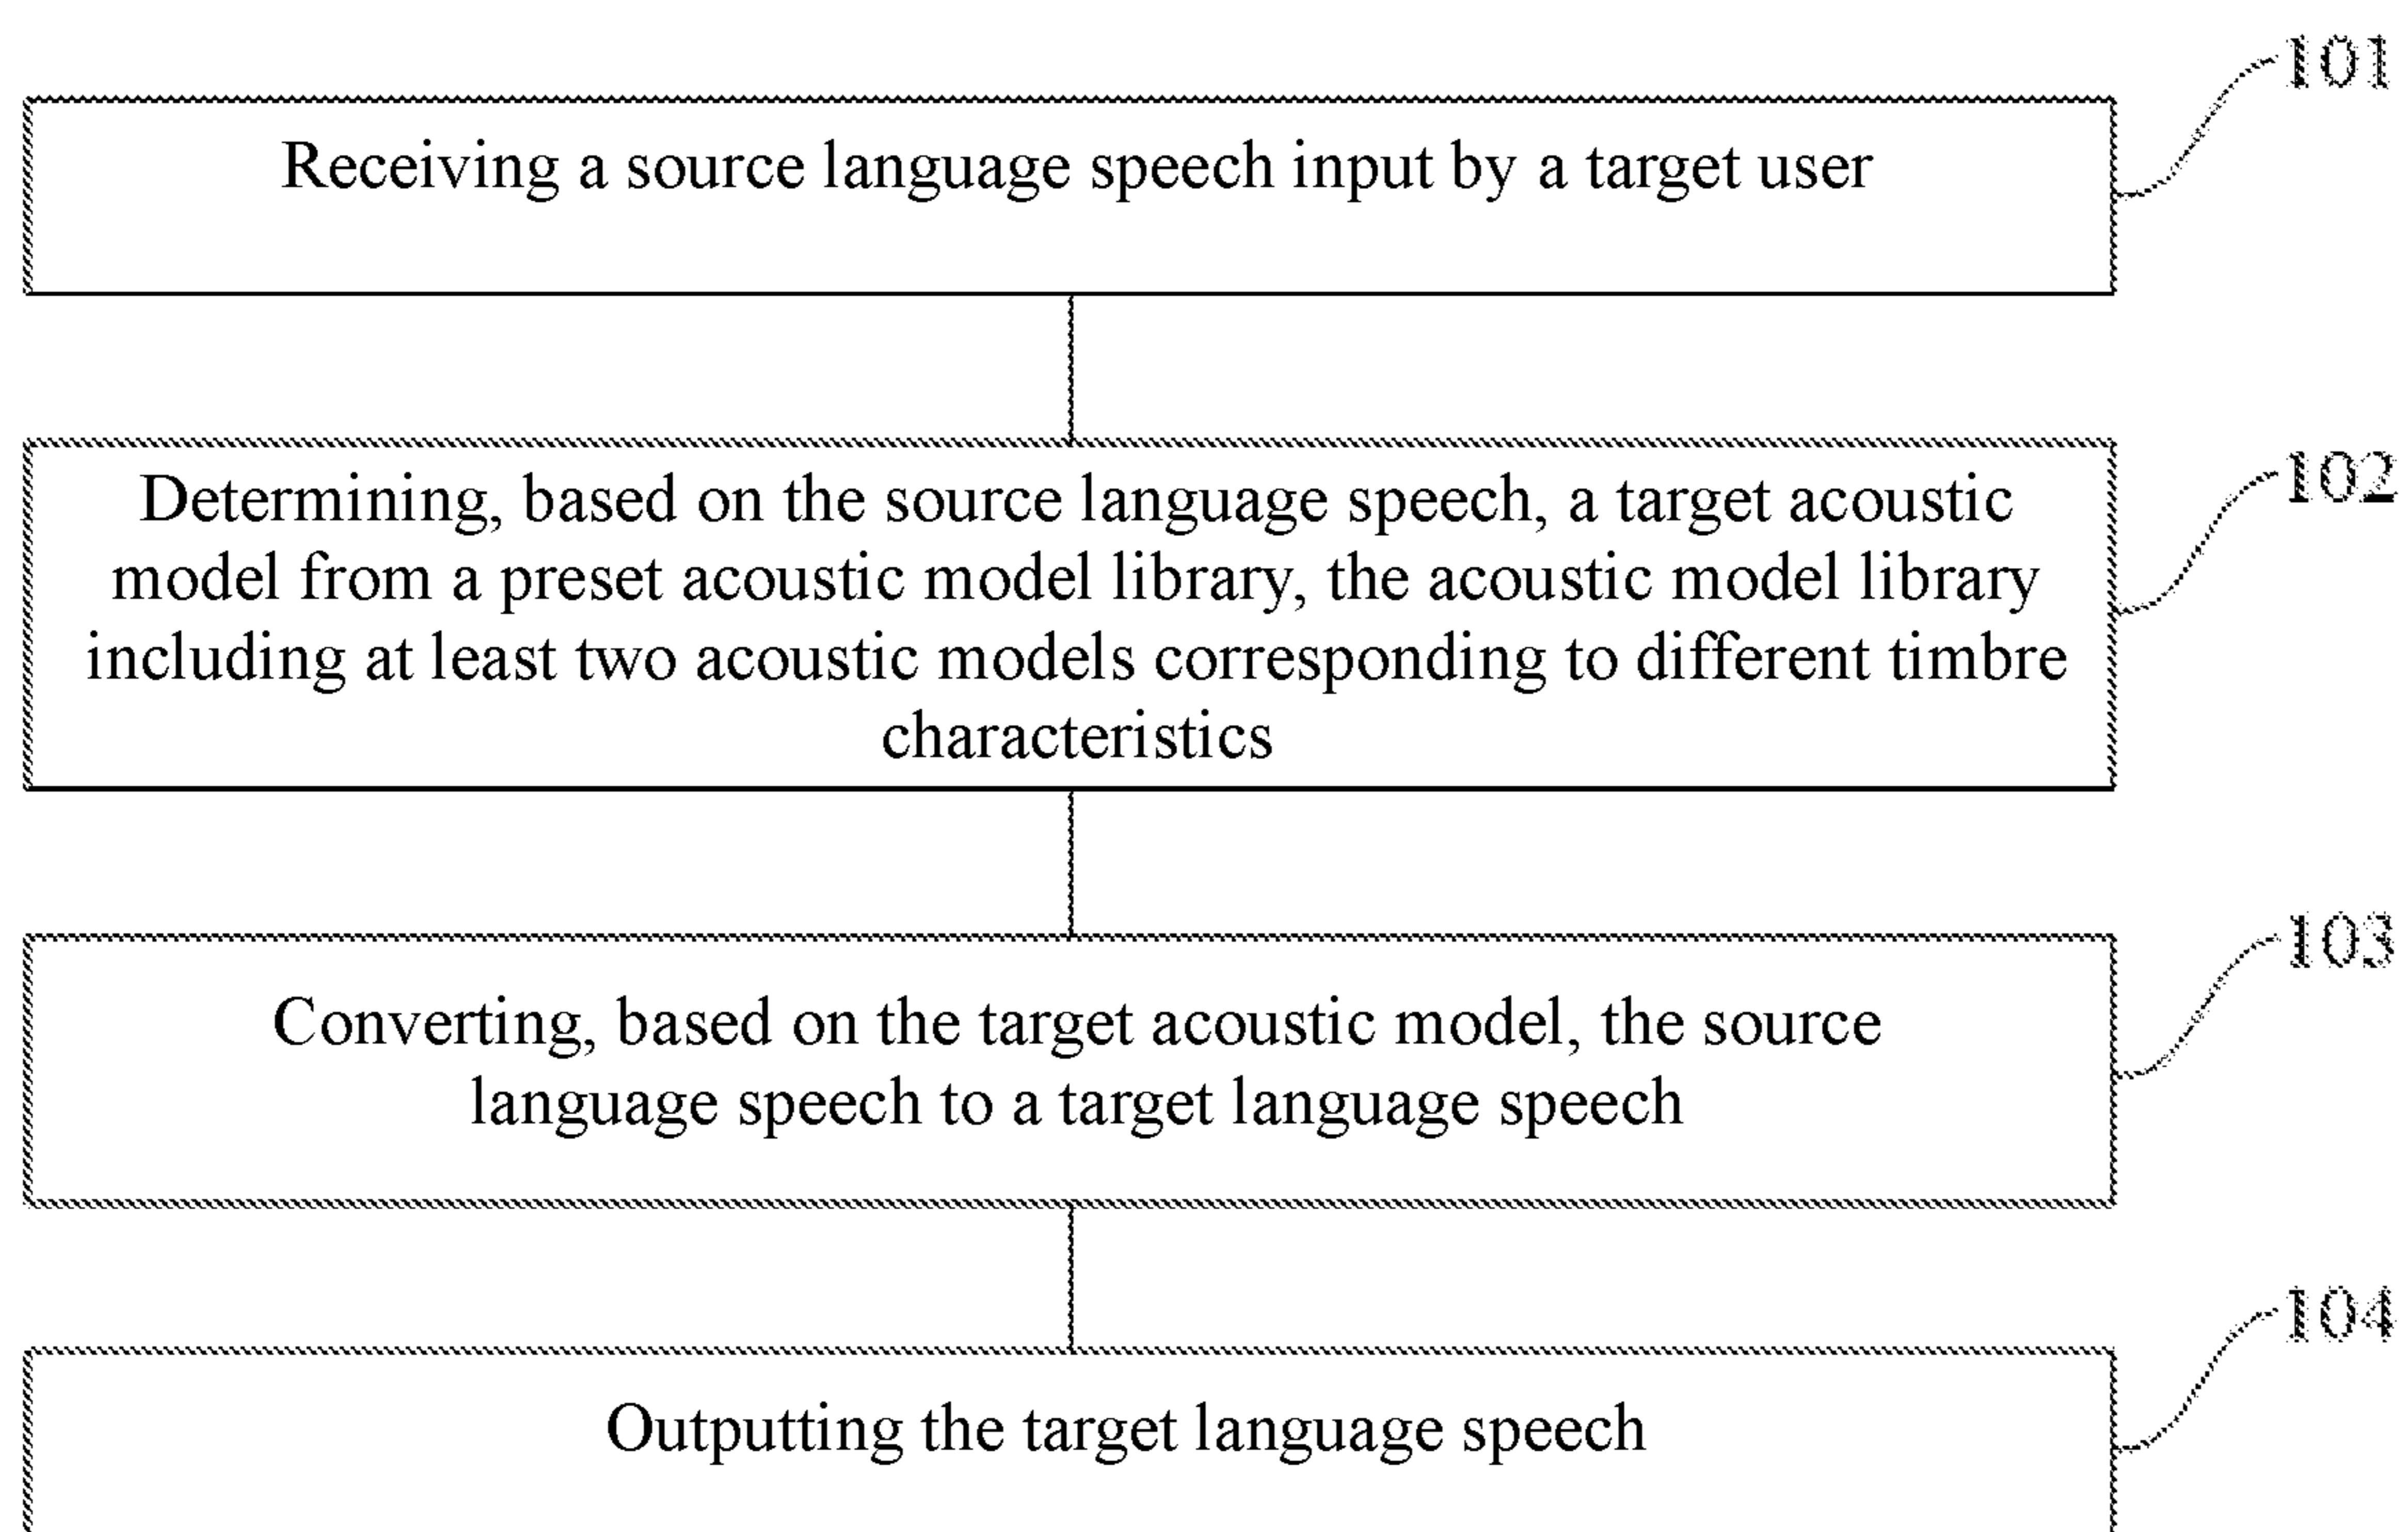 101
Receiving a source language speech input by a target user
102
Determining, based on the source language speech, a target acoustic
model from a preset acoustic model library, the acoustic model library
including at least two acoustic models corresponding to different timbre
characteristics
103
Converting, based on the target acoustic model, the source
language speech to a target language speech
104
Outputting the target language speech